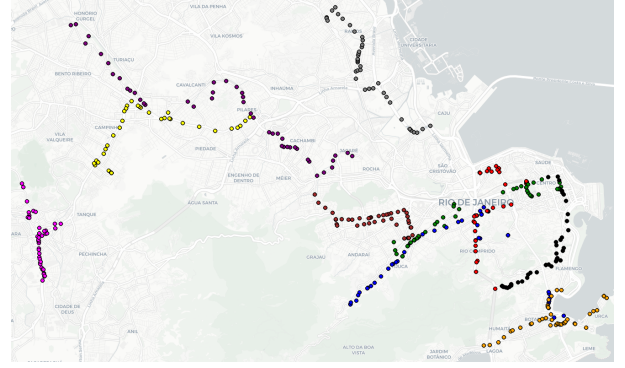 VILA DA PENHA
HONÓRIO
GURGEL
RAMOS
VILA KOSMOS
CIDADE
UNIVERSITÁRIA
TURIAÇU
BENTO RIBEIRO
CAVALCANTI
INHAÚMA
PILARES
CAJU
CAMPINHO
VILA
VALQUEIRE
PIEDADE
CACHAMBI
SÃO
CRISTÓVÃO
SAÚDE
ROCHA
ENGENHO DE
DENTRO
MÉIER
CENTRO
ÁGUA SANTA
RIO DE JANEIRO
TANQUE
PECHINCHA
GRAJAÚ
ANDARAÍ
RIO COMPRIDO
TIJUCA
FLAMENGO
CIDADE DE
DEUS
ANIL
HUMAITÁ
URCA
ALTO DA BOA
VISTA
JARDIM
BOTÂNICO
LAGOA
LEME